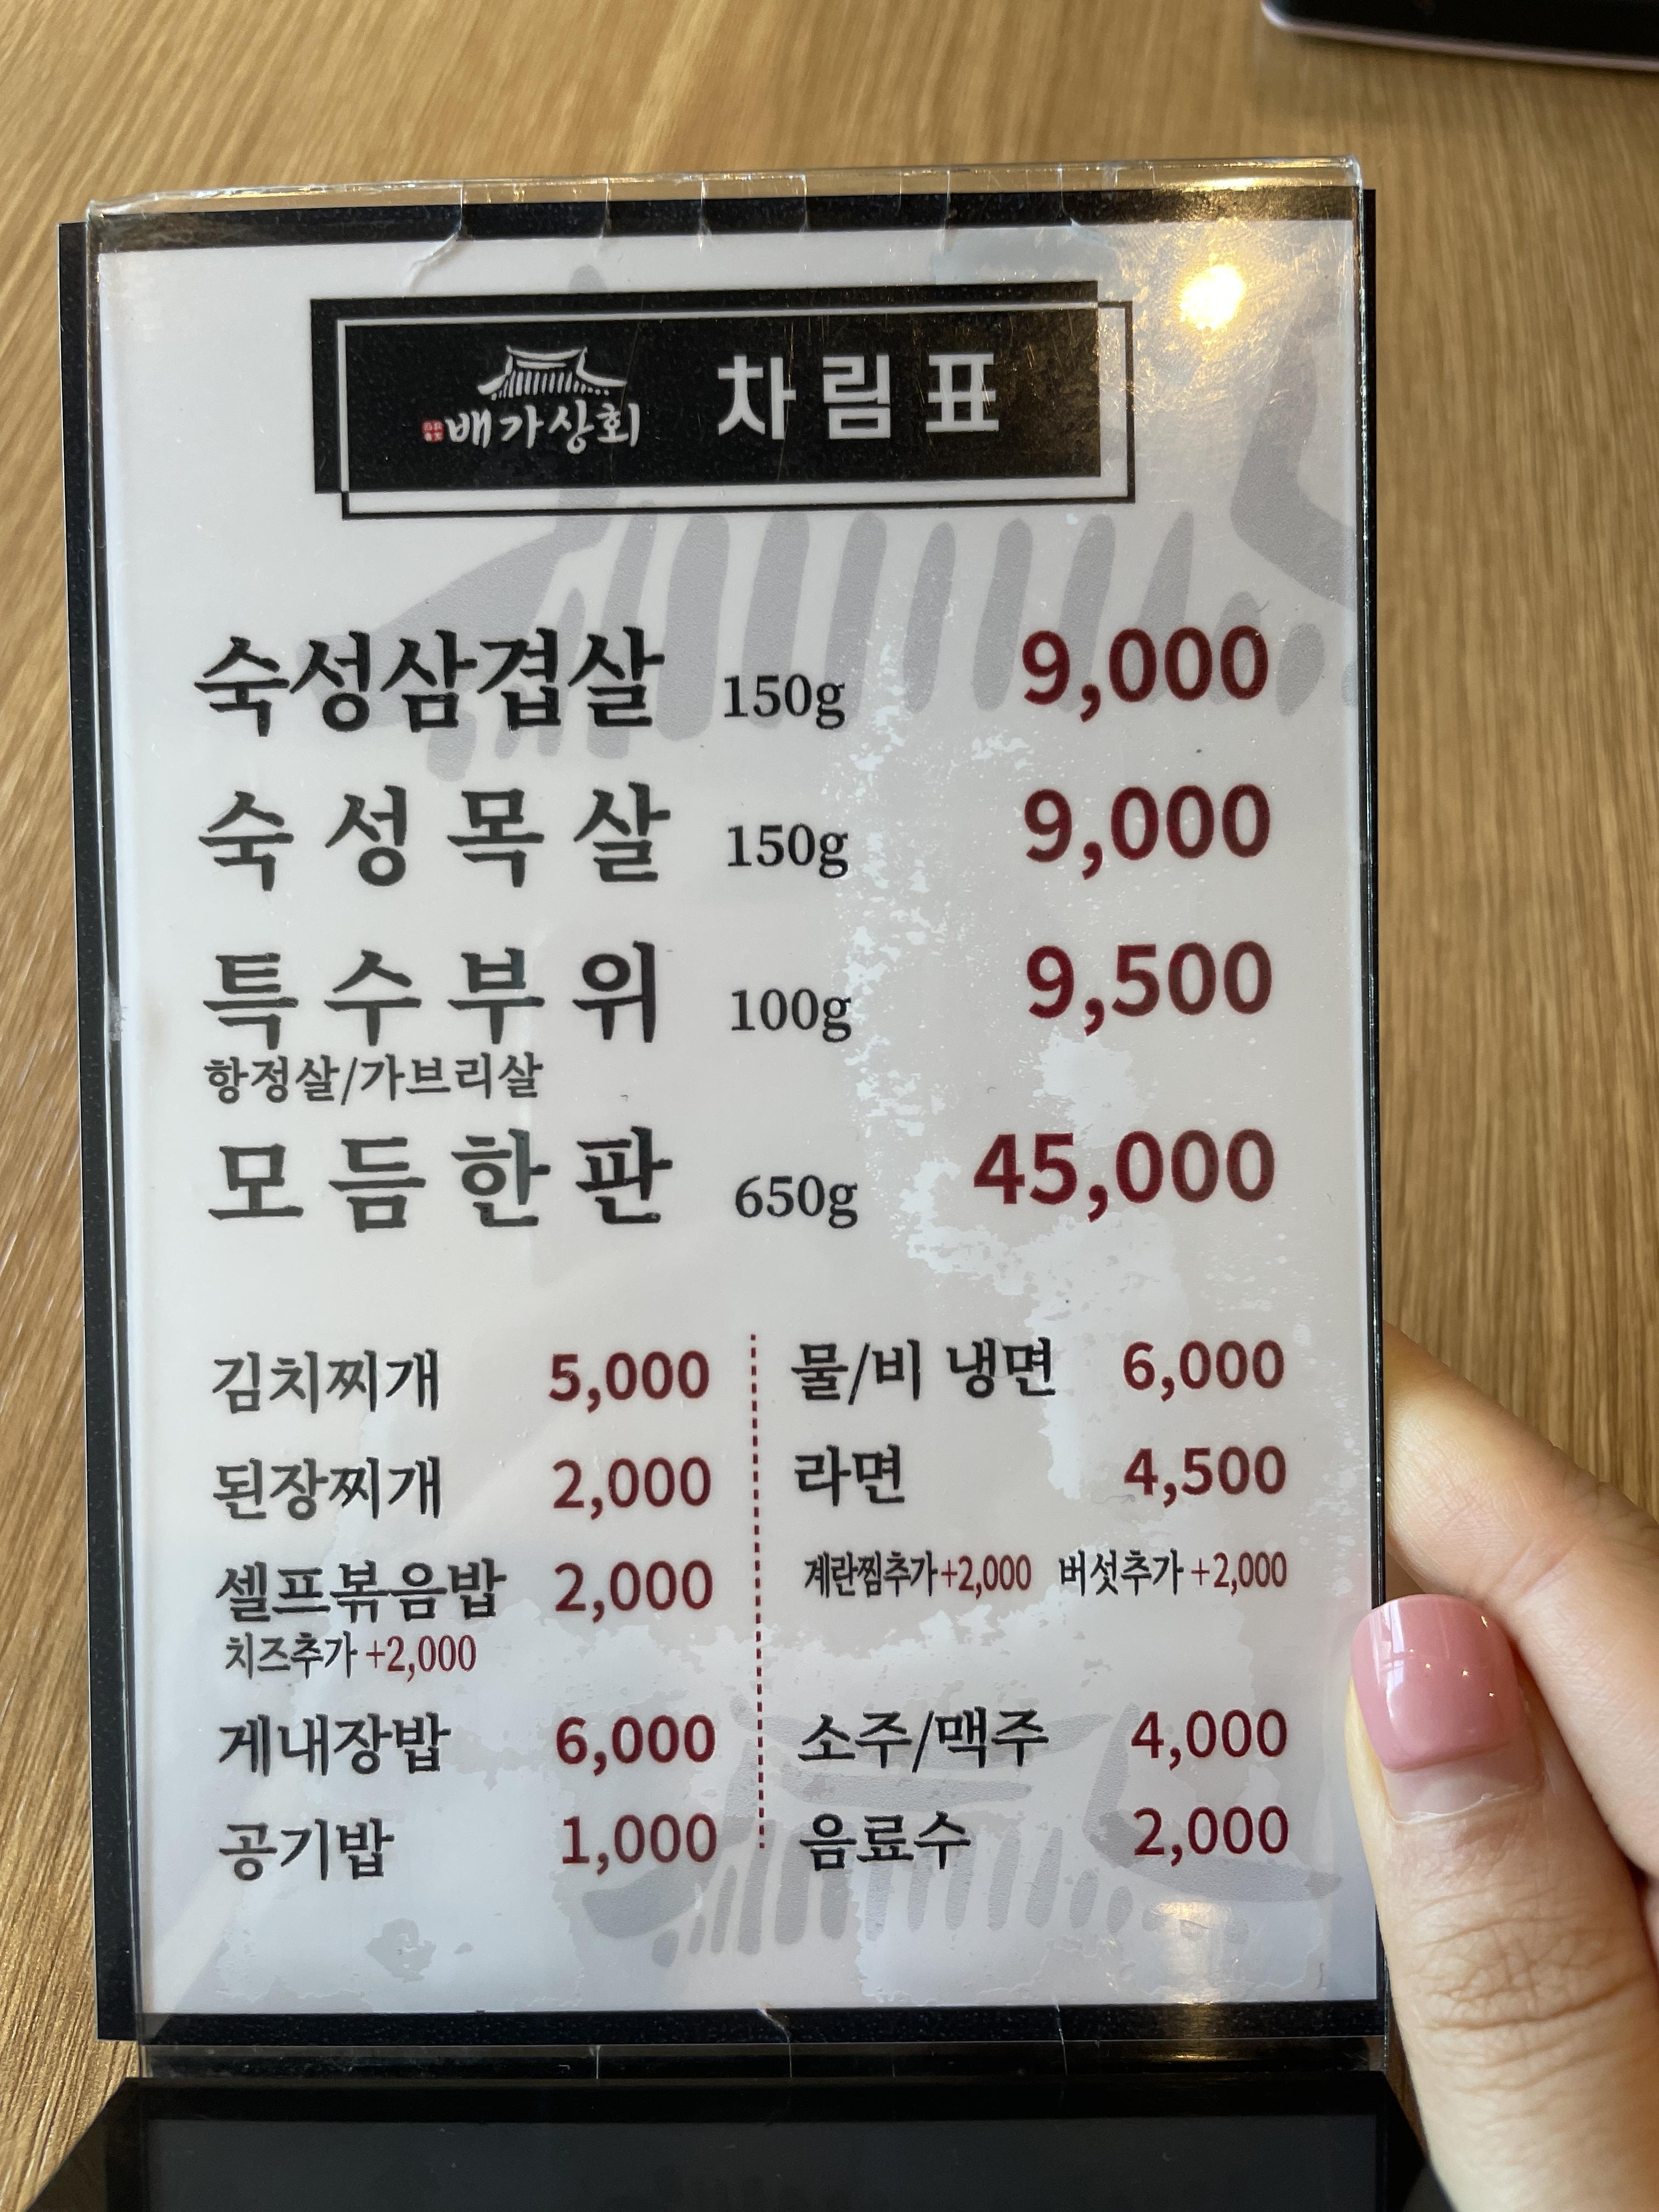 배가상회 차림표
숙성삼겹살 150g 9,000
숙성목살 150g 9,000
특수부위 100g 9,500
항정살/가브리살
모듬한판 650g 45,000
김치찌개 5,000
된장찌개 2,000
셀프볶음밥 2,000
치즈추가 +2,000
게내장밥 6,000
공기밥 1,000
물/비 냉면 6,000
라면 4,500
계란찜추가+2,000 버섯추가 +2,000
소주/맥주 4,000
음료수 2,000